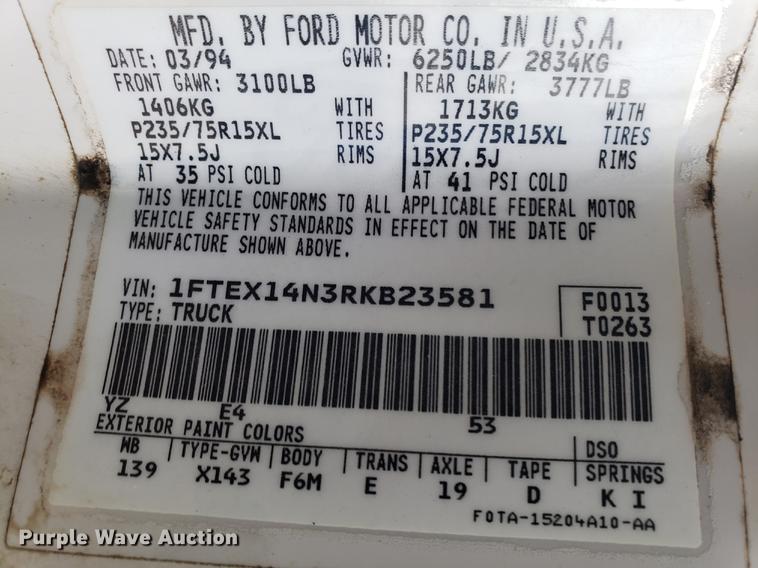 MFD. BY FORD MOTOR CO. IN U.S.A.
DATE: 03/94 GVWR: 6250LB/ 2834KG
FRONT GAWR: 3100LB REAR GAWR: 3777LB
1406KG WITH 1713KG WITH
P235/75R15XL TIRES P235/75R15XL TIRES
15X7.5J RIMS 15X7.5J RIMS
AT 35 PSI COLD AT 41 PSI COLD
THIS VEHICLE CONFORMS TO ALL APPLICABLE FEDERAL MOTOR
VEHICLE SAFETY STANDARDS IN EFFECT ON THE DATE OF
MANUFACTURE SHOWN ABOVE.
VIN: 1FTEX14N3RKB23581 F0013
TYPE: TRUCK T0263
YZ E4 53
EXTERIOR PAINT COLORS DSO
WB TYPE-GVW BODY TRANS AXLE TAPE SPRINGS
139 X143 F6M E 19 D K I
F0TA-15204A10-AA
Purple Wave Auction